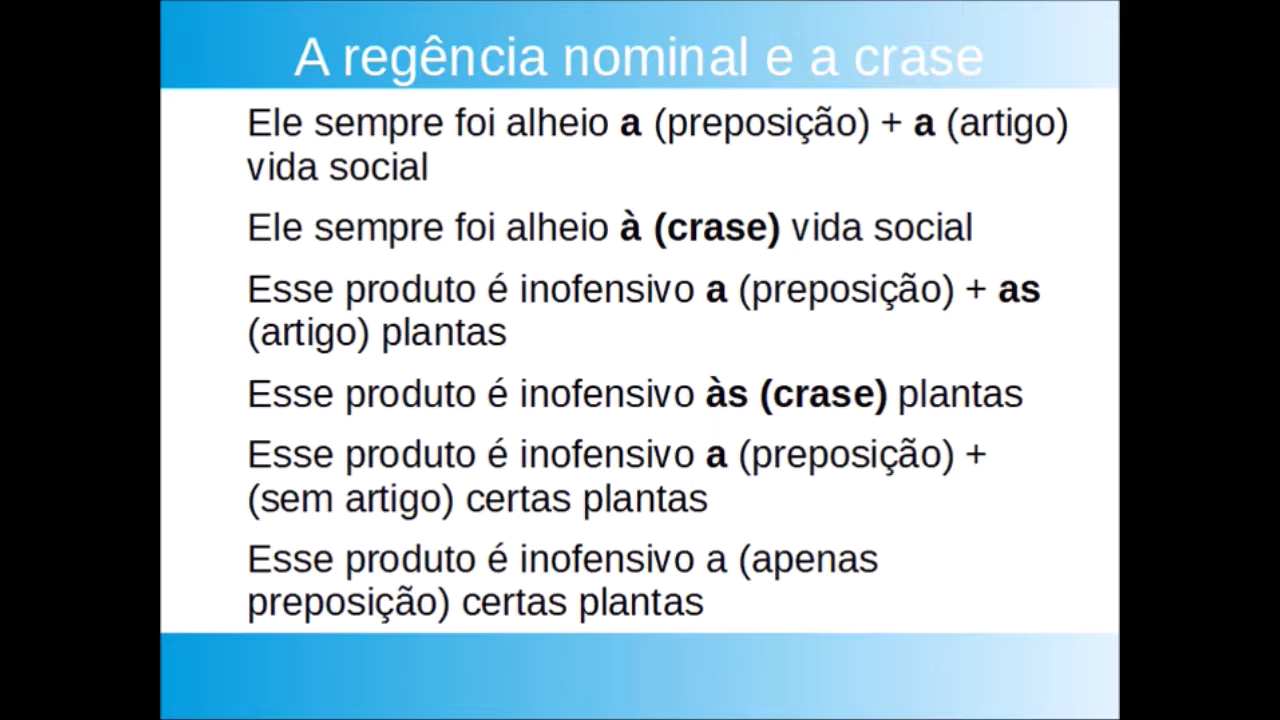 A regência nominal e a crase
Ele sempre foi alheio a (preposição) + a (artigo)
vida social
Ele sempre foi alheio à (crase) vida social
Esse produto é inofensivo a (preposição) + as
(artigo) plantas
Esse produto é inofensivo às (crase) plantas
Esse produto é inofensivo a (preposição) +
(sem artigo) certas plantas
Esse produto é inofensivo a (apenas
preposição) certas plantas